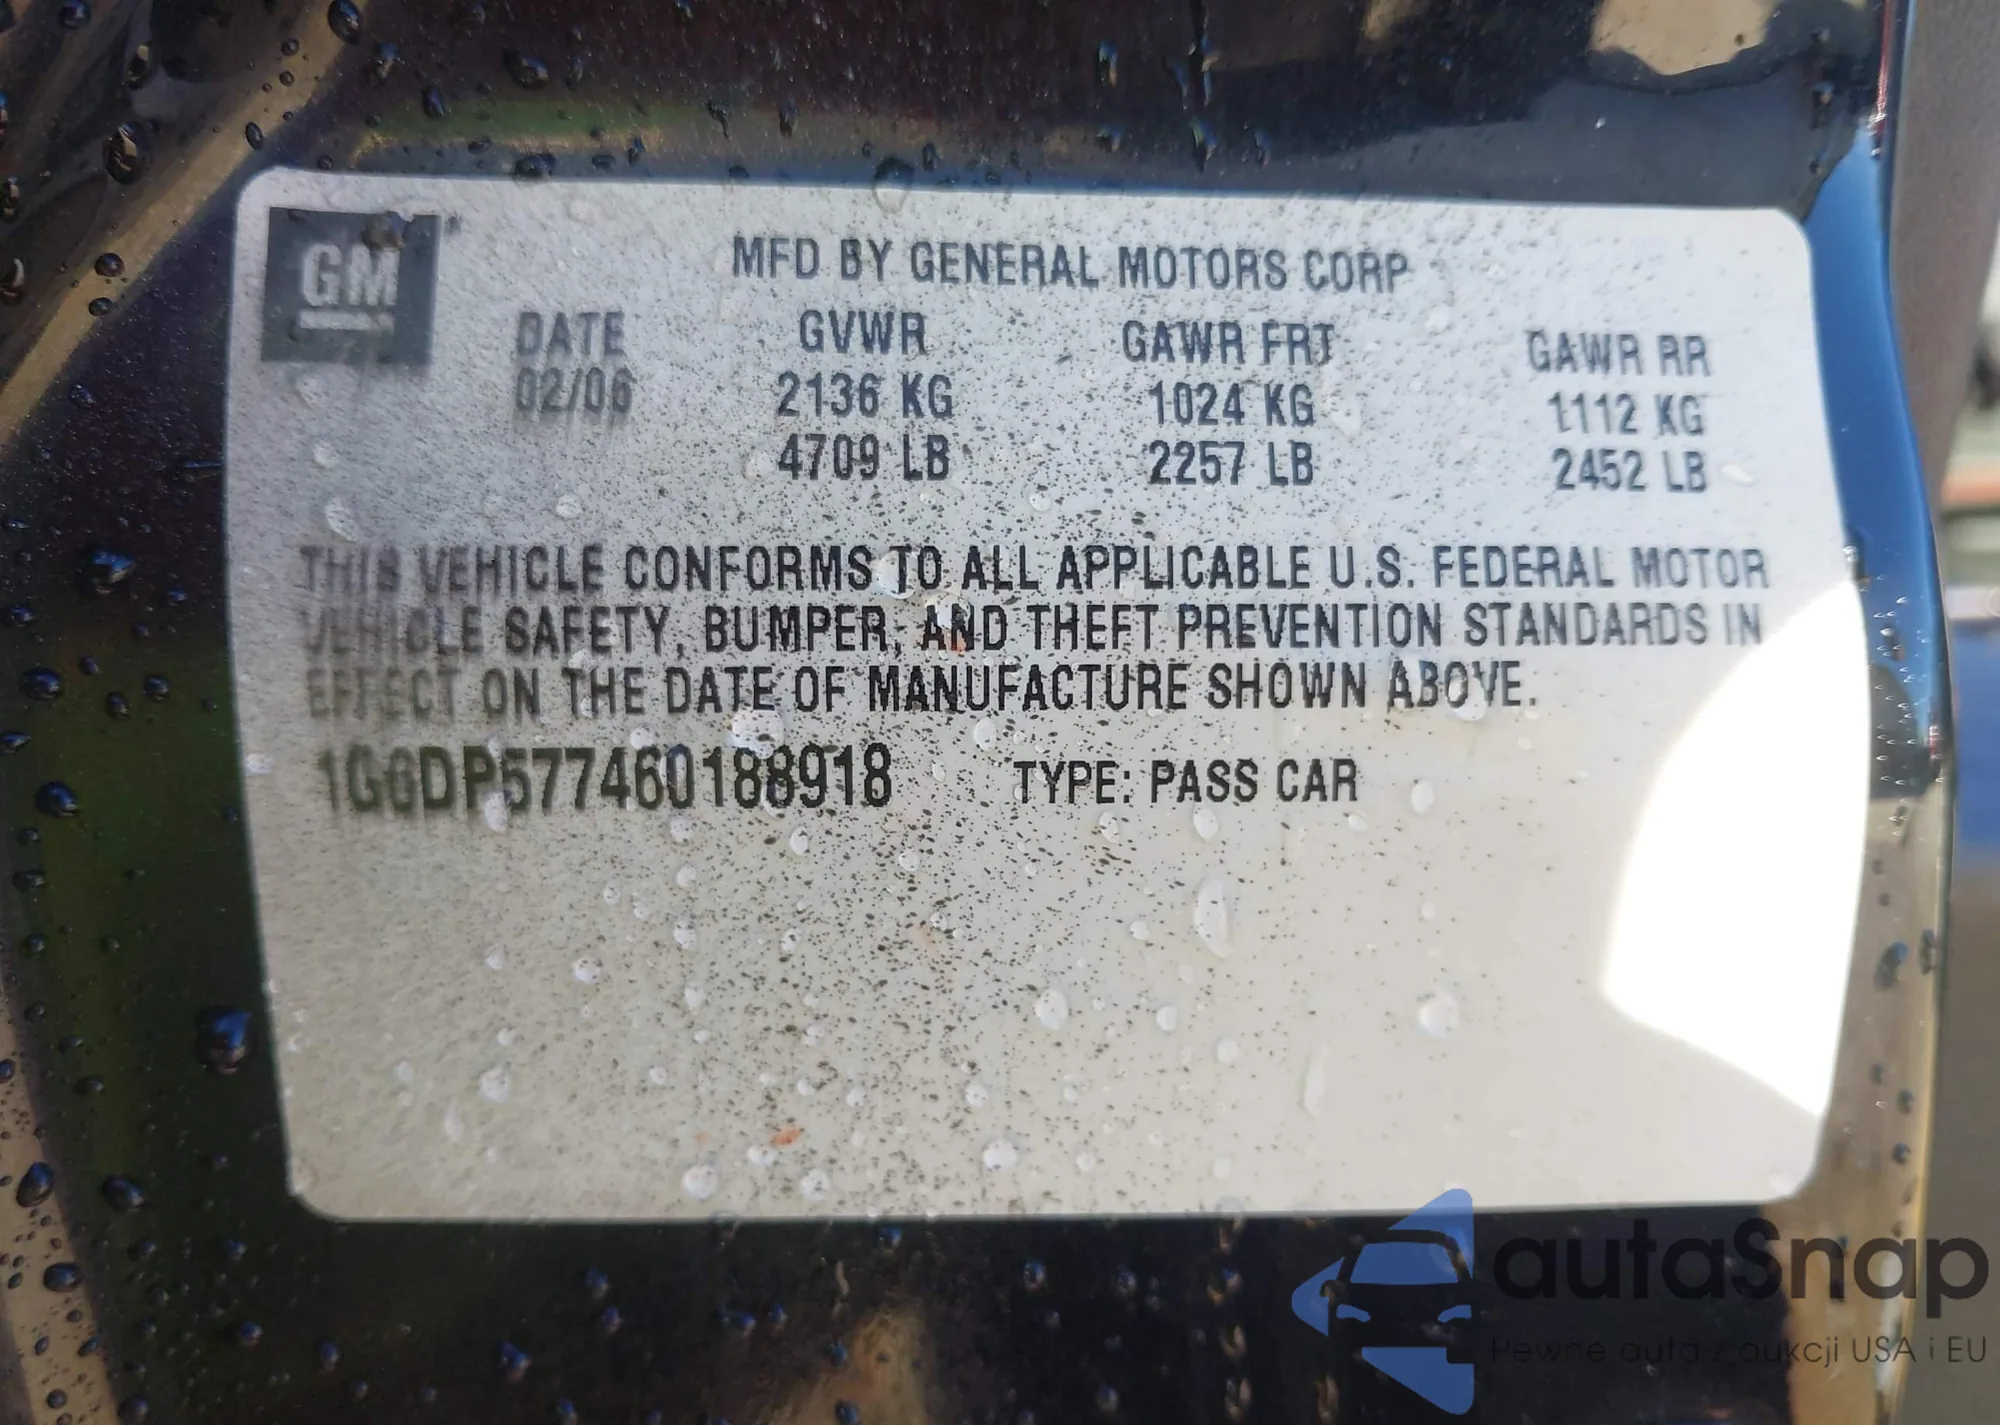 GM
MFD BY GENERAL MOTORS CORP
DATE GVWR GAWR FRT GAWR RR
02/06 2136 KG 1024 KG 1112 KG
4709 LB 2257 LB 2452 LB
THIS VEHICLE CONFORMS TO ALL APPLICABLE U.S. FEDERAL MOTOR
VEHICLE SAFETY, BUMPER, AND THEFT PREVENTION STANDARDS IN
EFFECT ON THE DATE OF MANUFACTURE SHOWN ABOVE.
1G6DP577460188918 TYPE: PASS CAR
autaSnap
Pewne auta z aukcji USA i EU